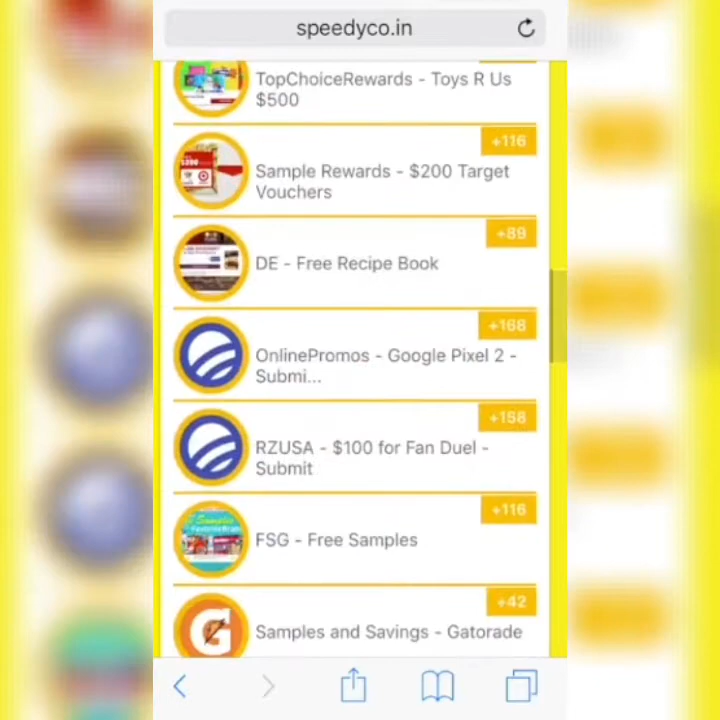 speedyco.in
TopChoiceRewards - Toys R Us
$500
+116
Sample Rewards - $200 Target
Vouchers
+89
DE - Free Recipe Book
+168
OnlinePromos - Google Pixel 2 -
Submi...
+158
RZUSA - $100 for Fan Duel -
Submit
+116
FSG - Free Samples
+42
Samples and Savings - Gatorade